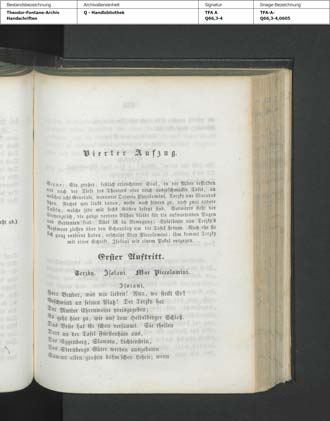 Bestandsbezeichnung Archivalieneinheit Signatur Image-Bezeichnung
Theodor-Fontane-Archiv Q - Handbibliothek TFA A TFA-A-
Handschriften Q66,3-4 Q66,3-4,0605
Vierter Aufzug.
Scene: Ein großer, festlich erleuchteter Saal, in der Mitte desselben
und nach der Tiefe des Theaters eine reich ausgeschmückte Tafel, an
welcher acht Generale, worunter Octavio Piccolomini, Terzky und Maradas
sitzen. Rechts und links davon, mehr nach hinten zu, noch zwei andere
Tafeln, welche jede mit sechs Gästen besetzt sind. Vorwärts steht der
Credenztisch, die ganze vordere Bühne bleibt für die aufwartenden Pagen
und Bedienten frei. Alles ist in Bewegung; Spielleute von Terzky's
Regiment ziehen über den Schauplatz um die Tafel herum. Noch ehe sie
sich ganz entfernt haben, erscheint Max Piccolomini, ihm kommt Terzky
mit einer Schrift, Isolani mit einem Pokal entgegen.
Erster Auftritt.
Terzky. Isolani. Max Piccolomini.
Isolani.
Herr Bruder, was wir lieben! Nun, wo steckt Er?
Geschwind an Seinen Platz! Der Terzky hat
Der Mutter Ehrenweine preisgegeben;
Es geht hier zu, wie auf dem Heidelberger Schloß.
Das Beste hat Er schon versäumt. Sie theilen
Dort an der Tafel Fürstenhüte aus,
Des Eggenberg, Slawata, Lichtenstein,
Des Sternbergs Güter werden ausgeboten
Sammt allen großen böhm'schen Lehen; wenn